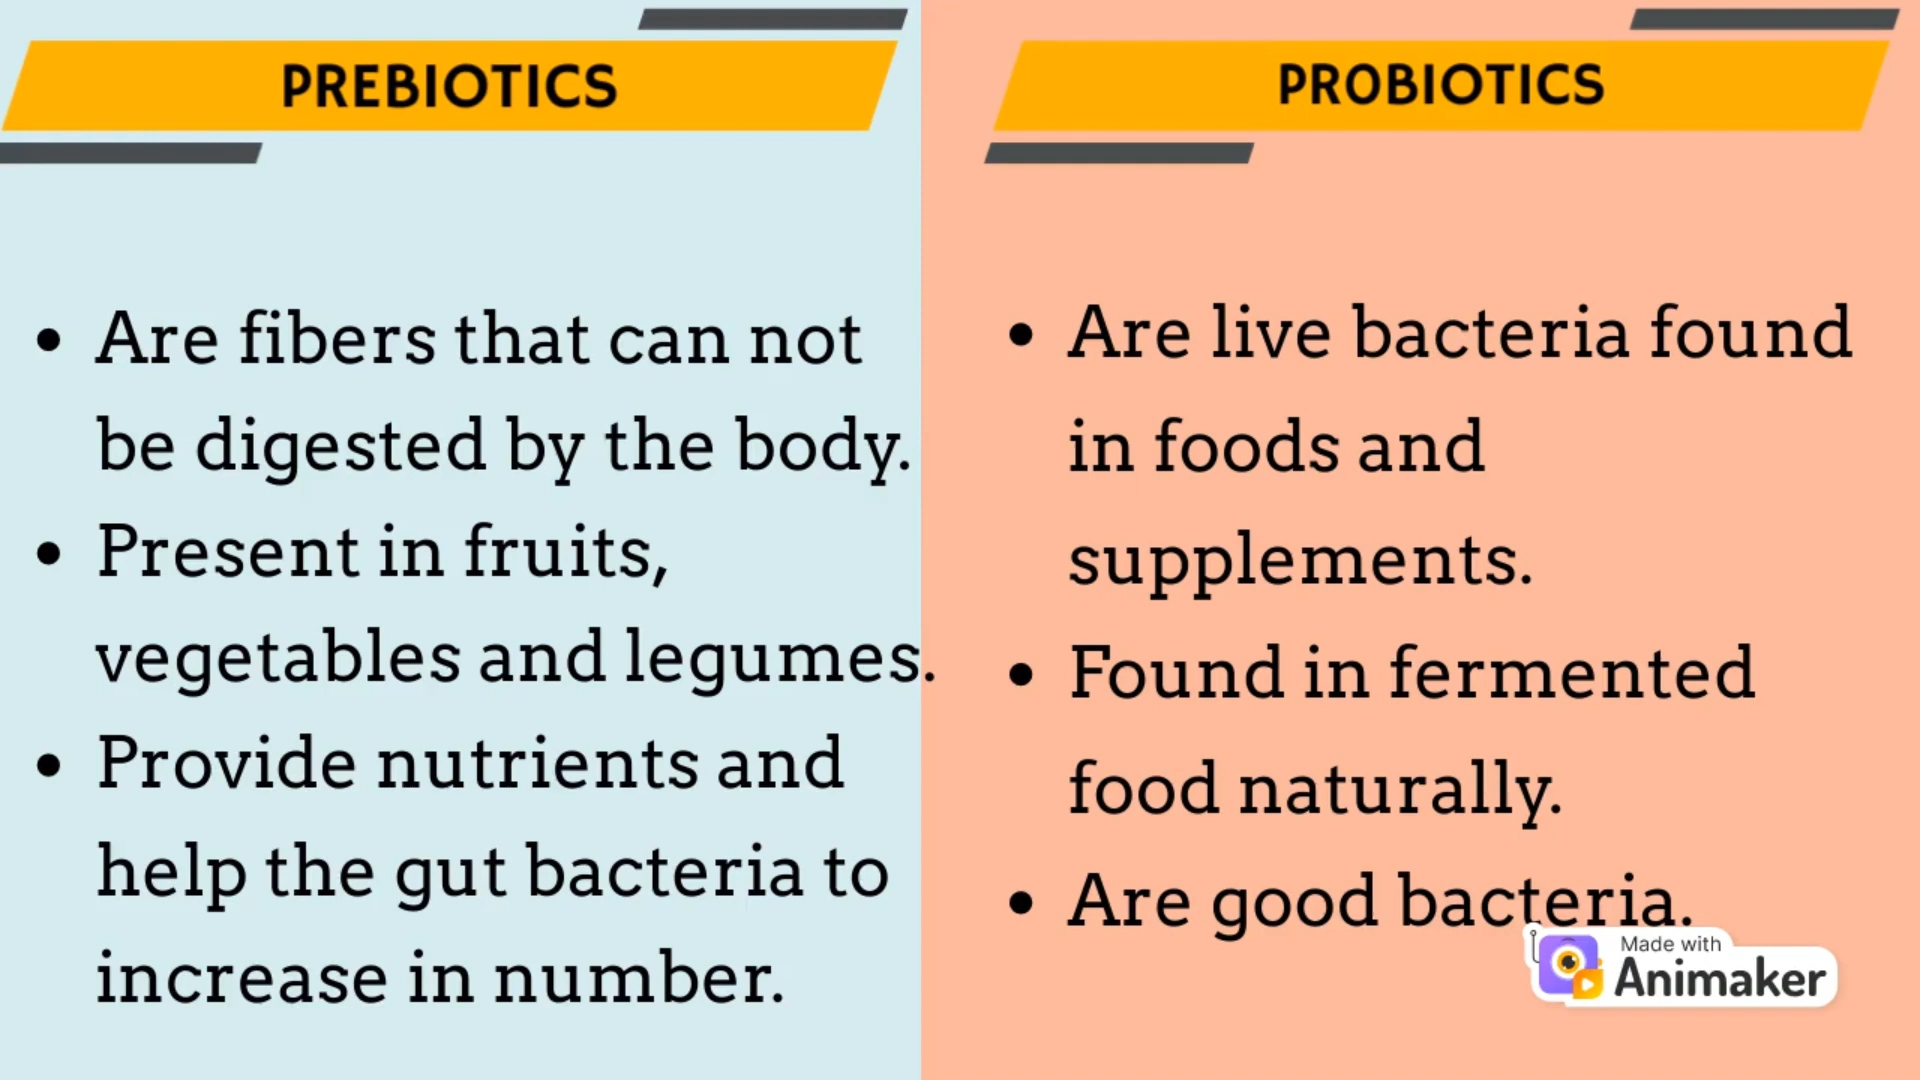 PREBIOTICS
• Are fibers that can not
be digested by the body.
• Present in fruits,
vegetables and legumes.
• Provide nutrients and
help the gut bacteria to
increase in number.
PROBIOTICS
• Are live bacteria found
in foods and
supplements.
• Found in fermented
food naturally.
• Are good bacteria.
Made with
Animaker